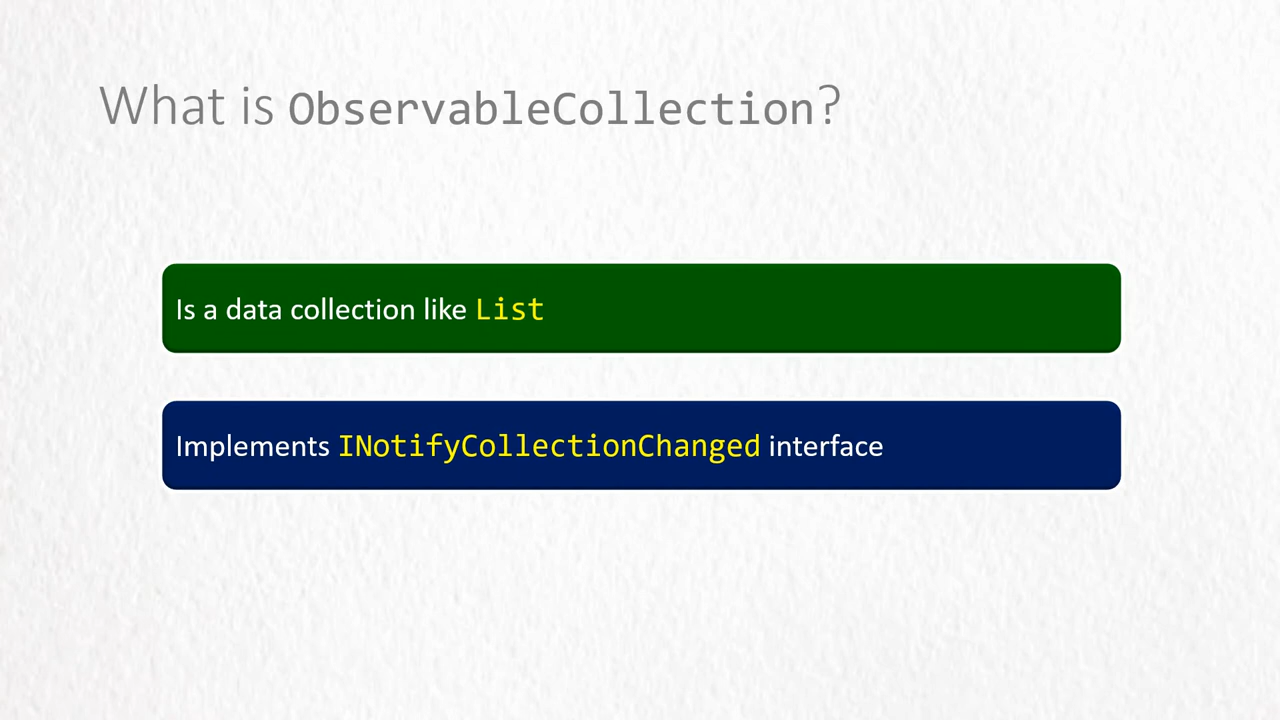 What is ObservableCollection?
Is a data collection like List
Implements INotifyCollectionChanged interface